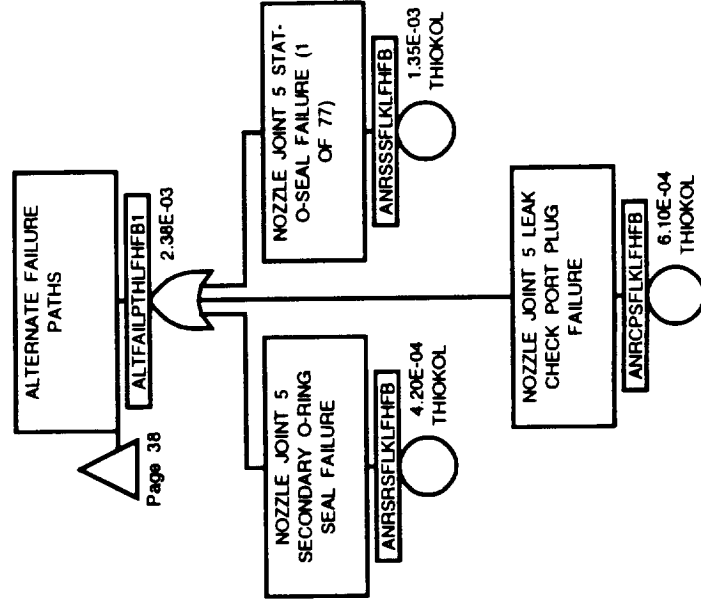 ALTERNATE FAILURE
PATHS
ALTFAILPTHLFHFB1
2.38E-03
Page 38
NOZZLE JOINT 5
SECONDARY O-RING
SEAL FAILURE
ANRSRSFLKLFHFB
4.20E-04
THIOKOL
NOZZLE JOINT 5 LEAK
CHECK PORT PLUG
FAILURE
ANRCPSFLKLFHFB
6.10E-04
THIOKOL
NOZZLE JOINT 5 STAT-
O-SEAL FAILURE (1
OF 77)
ANRSSSFLKLFHFB
1.35E-03
THIOKOL